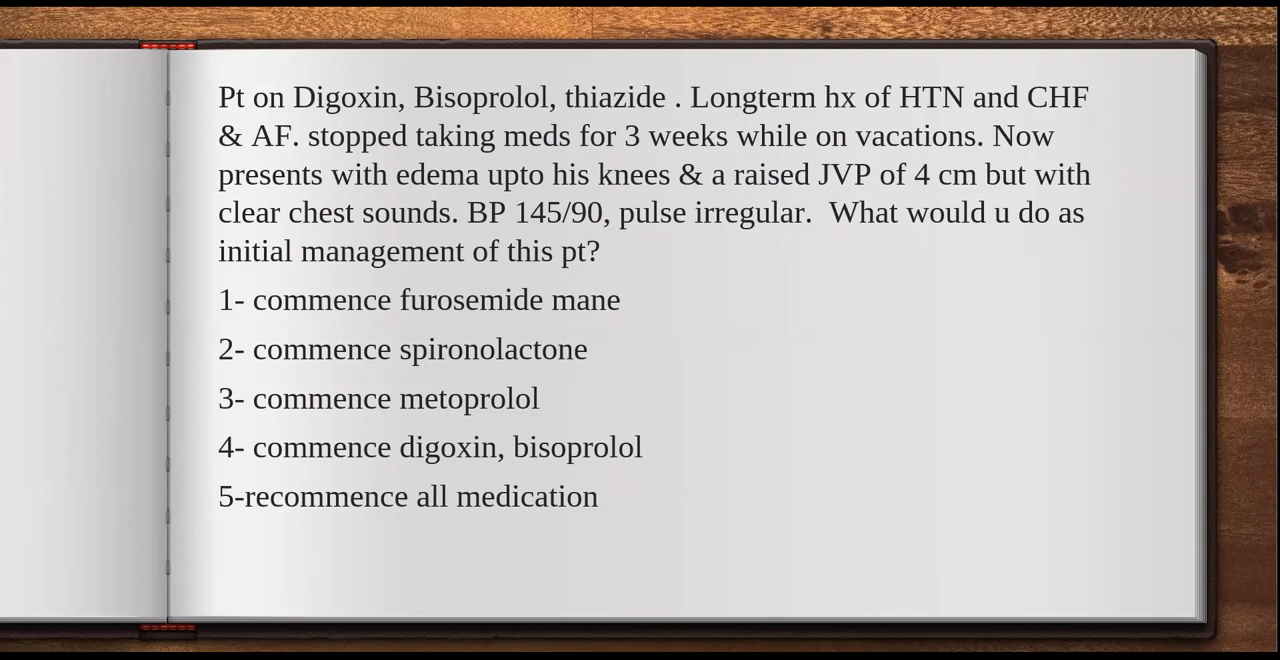 Pt on Digoxin, Bisoprolol, thiazide . Longterm hx of HTN and CHF
& AF. stopped taking meds for 3 weeks while on vacations. Now
presents with edema upto his knees & a raised JVP of 4 cm but with
clear chest sounds. BP 145/90, pulse irregular.  What would u do as
initial management of this pt?
1- commence furosemide mane
2- commence spironolactone
3- commence metoprolol
4- commence digoxin, bisoprolol
5-recommence all medication